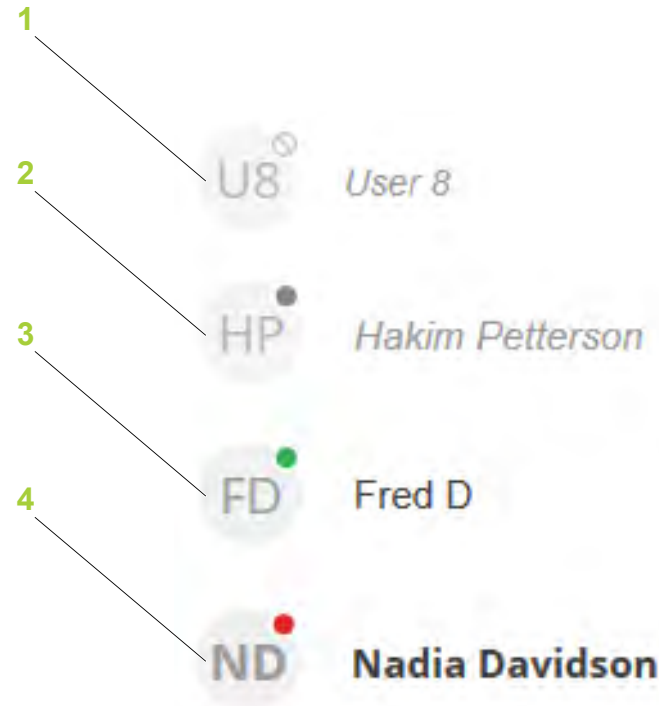 1
U8 User 8
2
HP Hakim Petterson
3
FD Fred D
4
ND Nadia Davidson